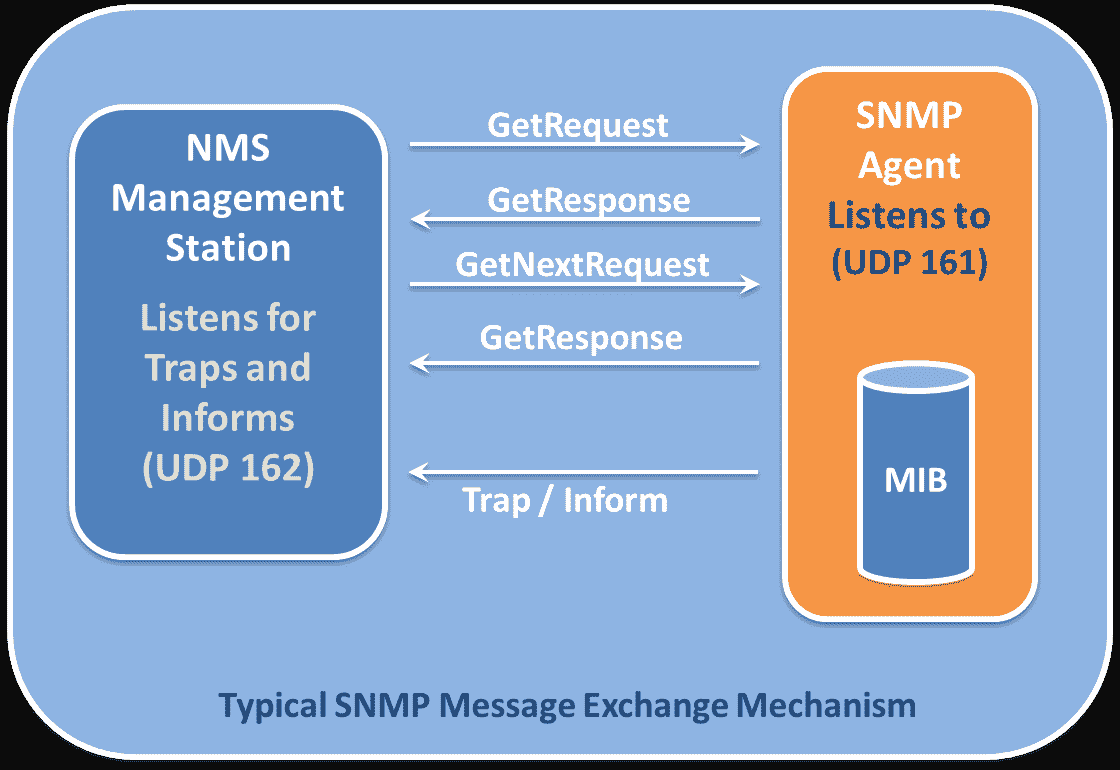 NMS
Management
Station
Listens for
Traps and
Informs
(UDP 162)
GetRequest
GetResponse
GetNextRequest
GetResponse
Trap / Inform
SNMP
Agent
Listens to
(UDP 161)
MIB
Typical SNMP Message Exchange Mechanism